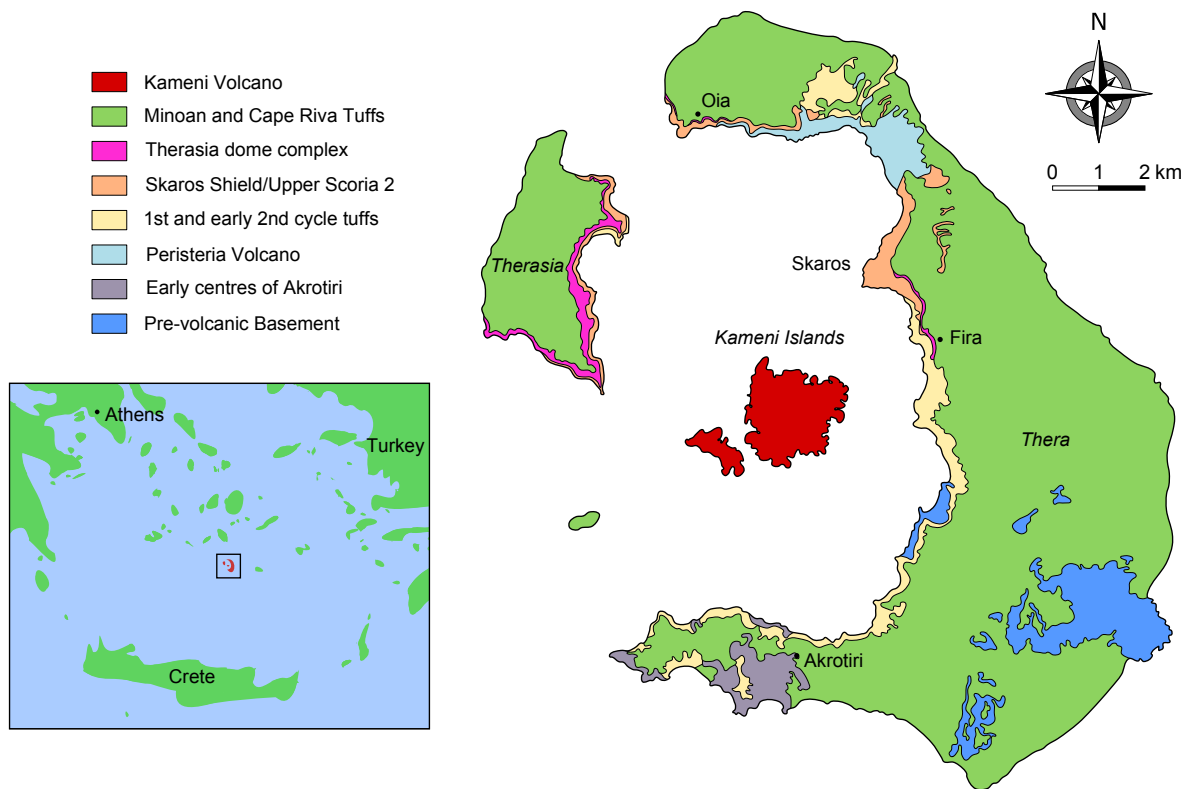 Kameni Volcano
Minoan and Cape Riva Tuffs
Therasia dome complex
Skaros Shield/Upper Scoria 2
1st and early 2nd cycle tuffs
Peristeria Volcano
Early centres of Akrotiri
Pre-volcanic Basement
N
0 1 2 km
Oia
Therasia
Skaros
Fira
Kameni Islands
Thera
Akrotiri
Athens
Turkey
Crete